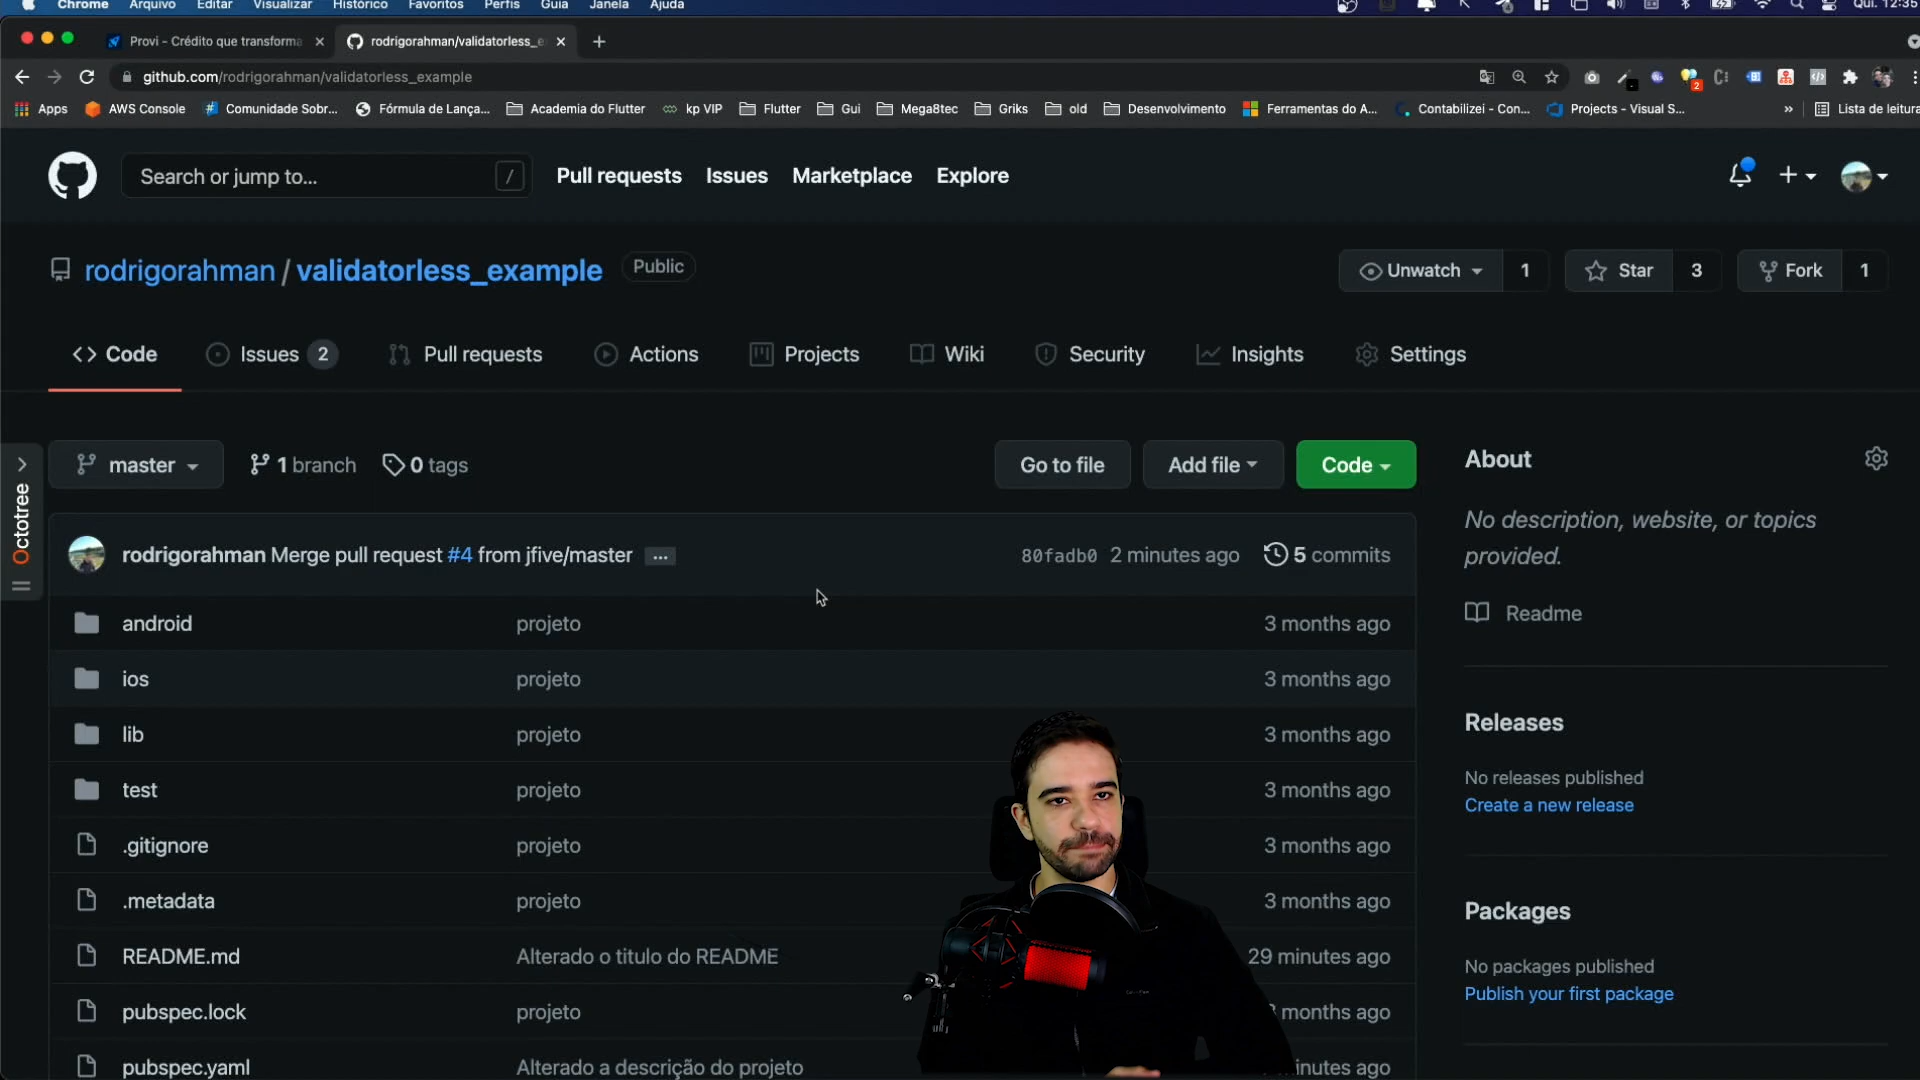 Chrome Arquivo Editar Visualizar Histórico Favoritos Perfis Guia Janela Ajuda
Qui. 12:35
Provi - Crédito que transforma
rodrigorahman/validatorless_e
github.com/rodrigorahman/validatorless_example
2
Apps AWS Console Comunidade Sobr... Fórmula de Lança... Academia do Flutter kp VIP Flutter Gui Mega8tec Griks old Desenvolvimento Ferramentas do A... Contabilizei - Con... Projects - Visual S... » Lista de leitura
Search or jump to... /
Pull requests Issues Marketplace Explore
rodrigorahman / validatorless_example Public
Unwatch 1 Star 3 Fork 1
Code Issues 2 Pull requests Actions Projects Wiki Security Insights Settings
Octotree
master 1 branch 0 tags
Go to file Add file Code
rodrigorahman Merge pull request #4 from jfive/master ... 80fadb0 2 minutes ago 5 commits
android projeto 3 months ago
ios projeto 3 months ago
lib projeto 3 months ago
test projeto 3 months ago
.gitignore projeto 3 months ago
.metadata projeto 3 months ago
README.md Alterado o titulo do README 29 minutes ago
pubspec.lock projeto months ago
pubspec.yaml Alterado a descrição do projeto inutes ago
About
No description, website, or topics
provided.
Readme
Releases
No releases published
Create a new release
Packages
No packages published
Publish your first package